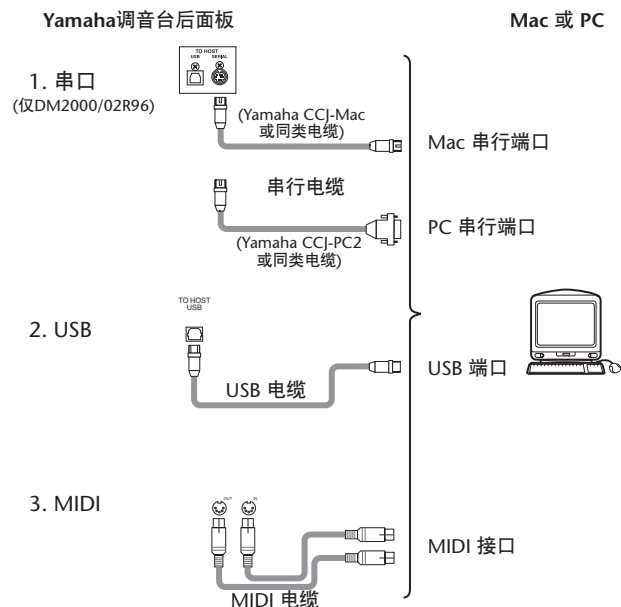 Yamaha调音台后面板
Mac 或 PC
TO HOST
USB SERIAL
1. 串口
(仅DM2000/02R96)
(Yamaha CCJ-Mac
或同类电缆)
Mac 串行端口
串行电缆
PC 串行端口
(Yamaha CCJ-PC2
或同类电缆)
TO HOST
USB
2. USB
USB 端口
USB 电缆
3. MIDI
OUT
IN
MIDI 接口
MIDI 电缆